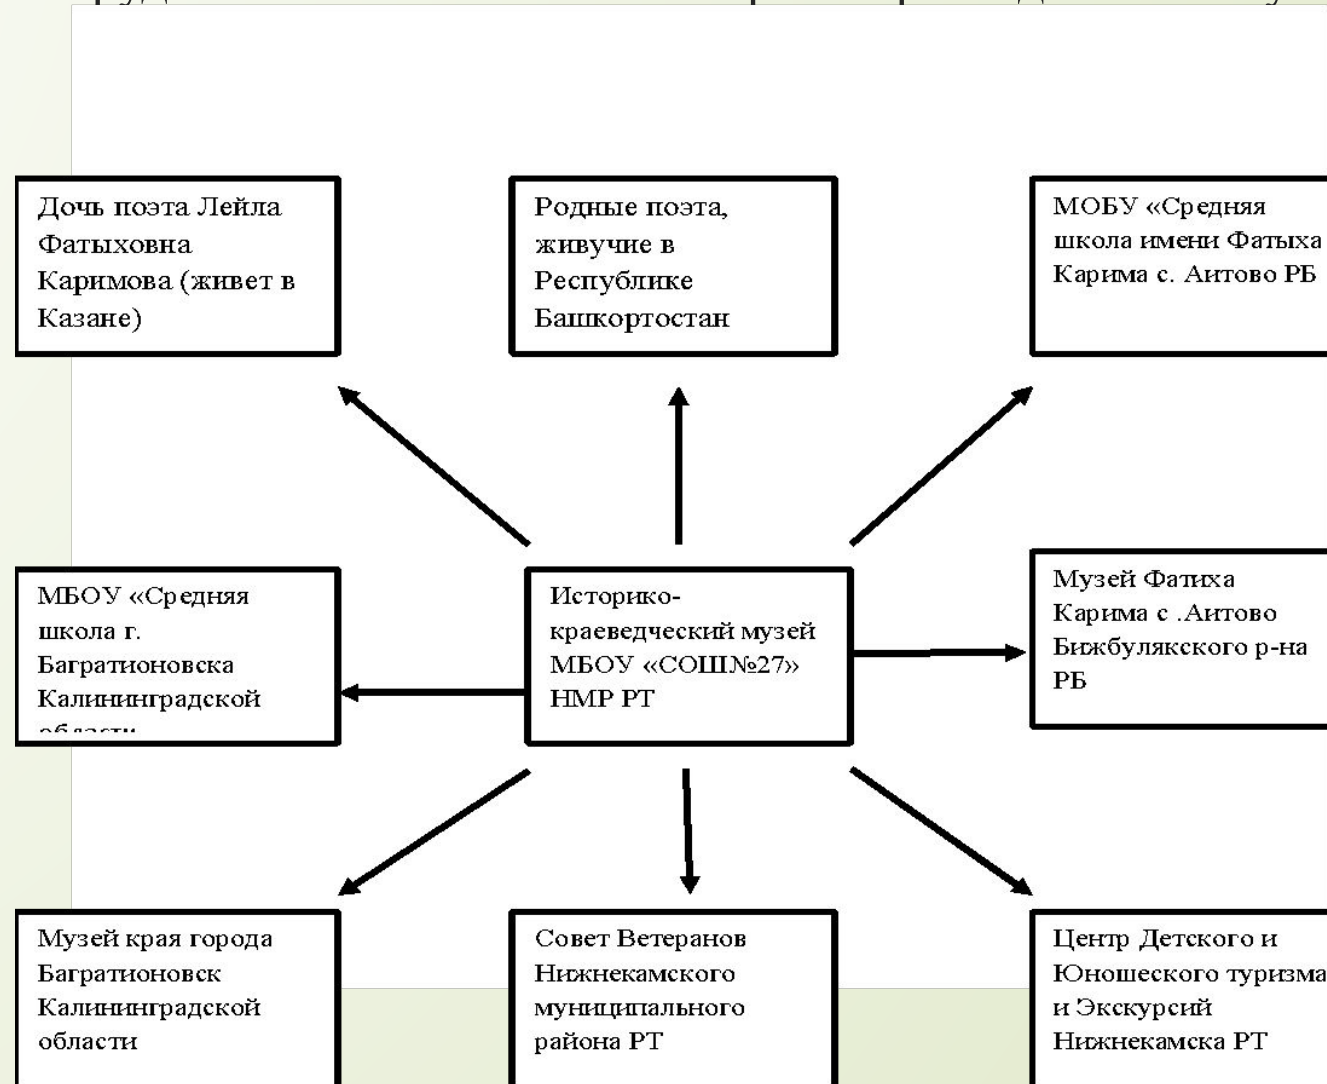 Дочь поэта Лейла
Фатыховна
Каримова (живет в
Казане)
Родные поэта,
живучие в
Республике
Башкортостан
МОБУ «Средняя
школа имени Фатыха
Карима с. Аитово РБ
МБОУ «Средняя
школа г.
Багратионовска
Калининградской
области
Историко-
краеведческий музей
МБОУ «СОШ№27»
НМР РТ
Музей Фатиха
Карима с .Аитово
Бижбулякского р-на
РБ
Музей края города
Багратионовск
Калининградской
области
Совет Ветеранов
Нижнекамского
муниципального
района РТ
Центр Детского и
Юношеского туризма
и Экскурсий
Нижнекамска РТ